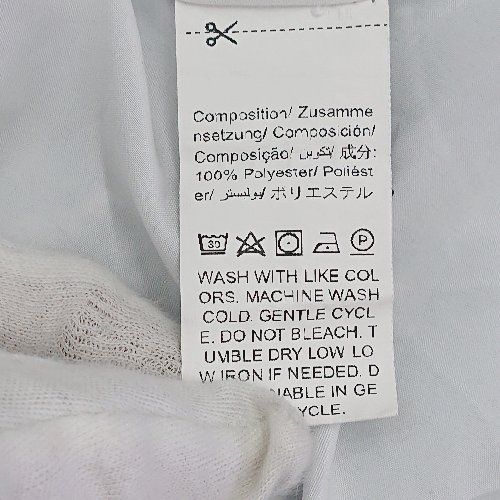 Composition/ Zusamme
nsetzung/ Composición/
Composição/ تكوين/ 成分:
100% Polyester/ Poliést
er/ بوليستر/ ポリエステル
30 P
WASH WITH LIKE COL
ORS. MACHINE WASH
COLD. GENTLE CYCL
E. DO NOT BLEACH. T
UMBLE DRY LOW LO
W IRON IF NEEDED. D
NABLE IN GE
YCLE.